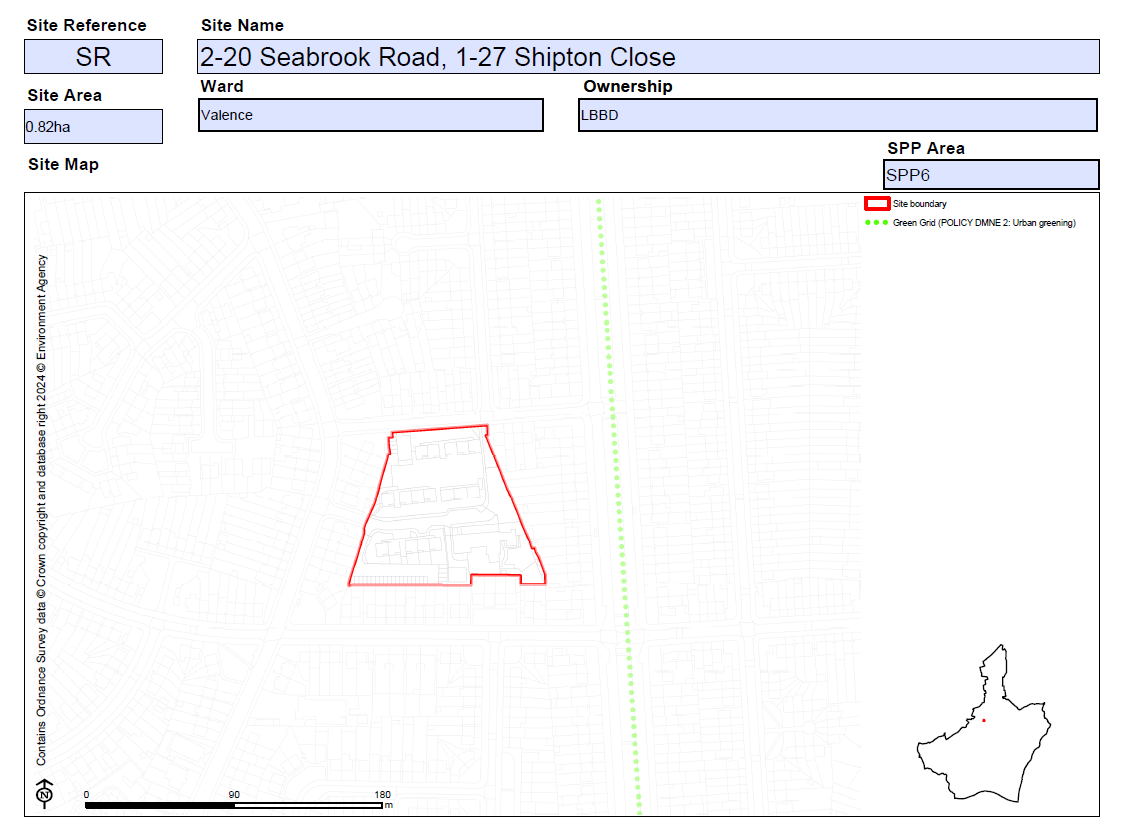 Site Reference
Site Name
SR
2-20 Seabrook Road, 1-27 Shipton Close
Site Area
Ward
Ownership
0.82ha
Valence
LBBD
Site Map
SPP Area
SPP6
Site boundary
Green Grid (POLICY DMNE 2: Urban greening)
Contains Ordnance Survey data © Crown copyright and database right 2024 © Environment Agency
N
0 90 180
m